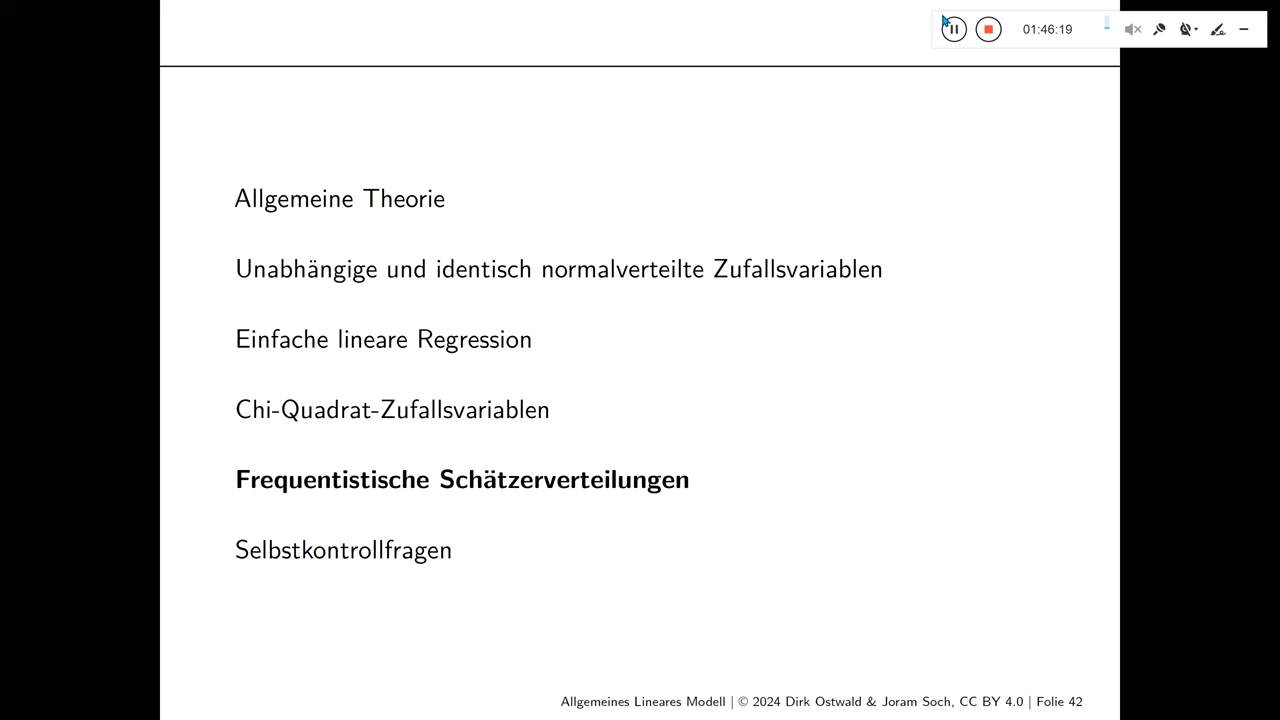 01:46:19
Allgemeine Theorie
Unabhängige und identisch normalverteilte Zufallsvariablen
Einfache lineare Regression
Chi-Quadrat-Zufallsvariablen
Frequentistische Schätzerverteilungen
Selbstkontrollfragen
Allgemeines Lineares Modell | © 2024 Dirk Ostwald & Joram Soch, CC BY 4.0 | Folie 42